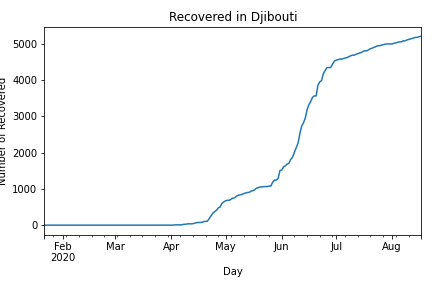 Recovered in Djibouti
Number of Recovered
5000
4000
3000
2000
1000
0
Feb Mar Apr May Jun Jul Aug
2020
Day